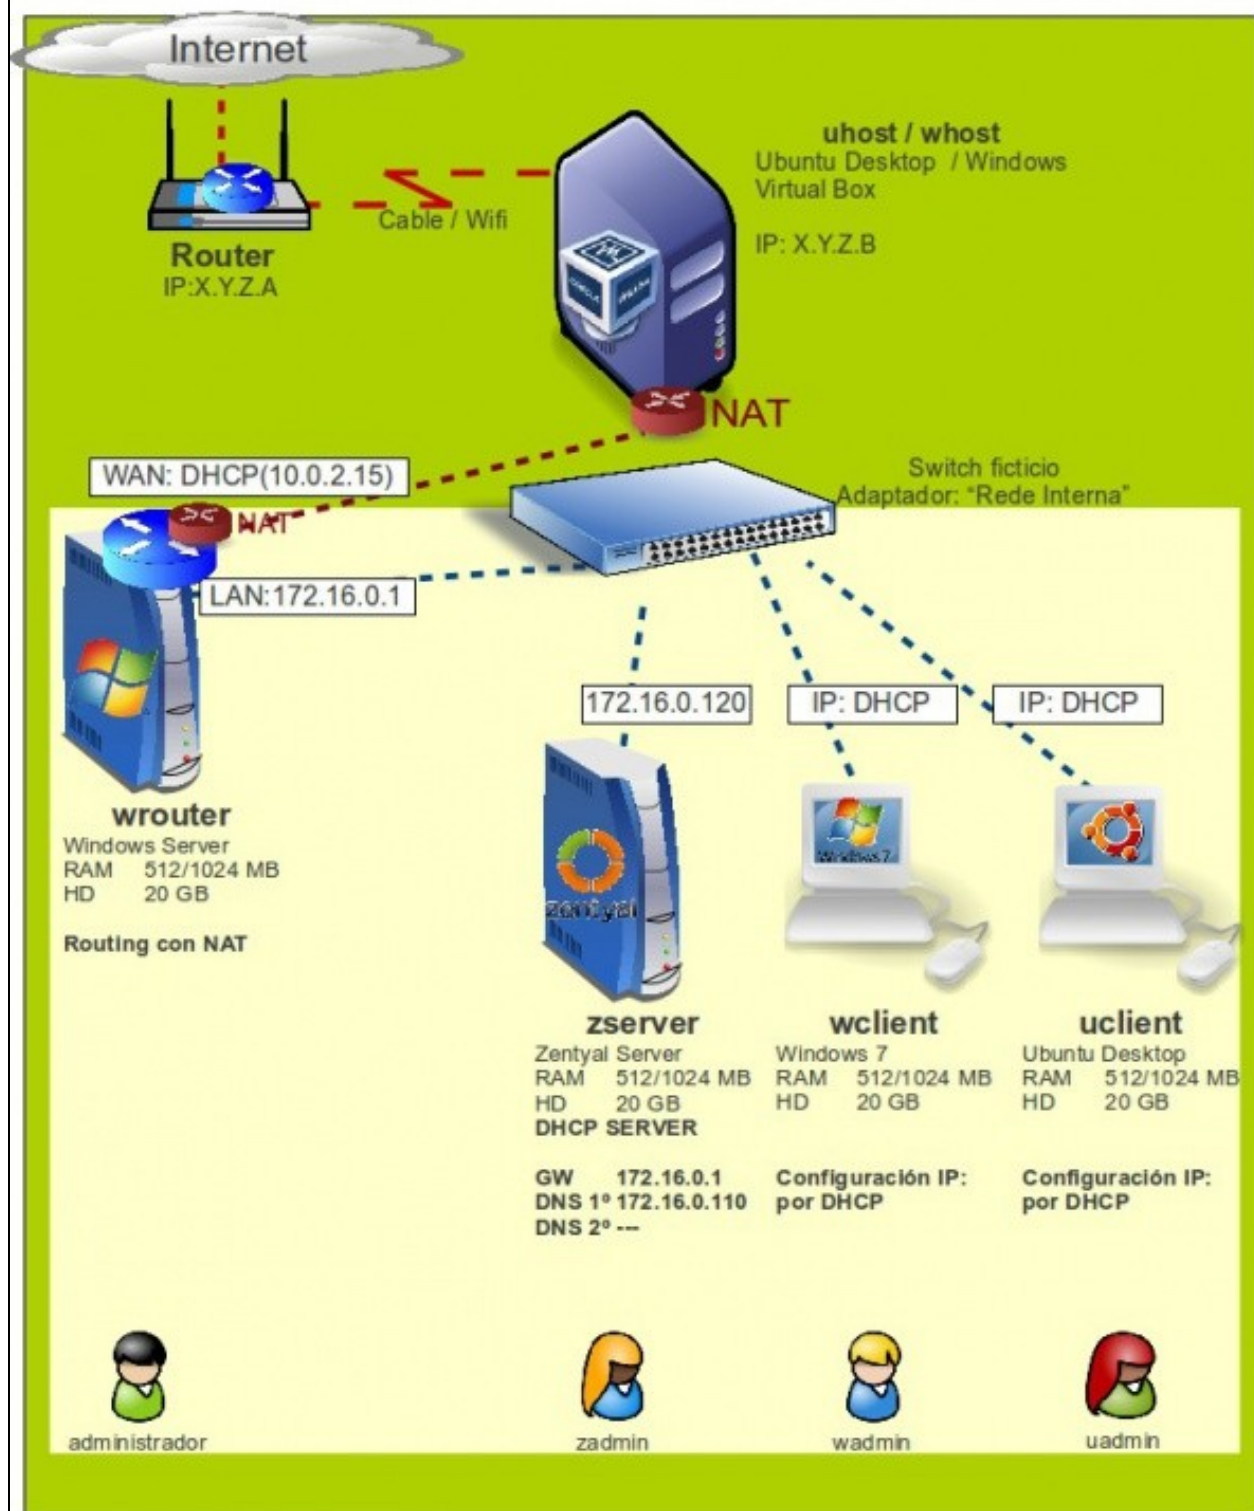 Internet
Router
IP:X.Y.Z.A
Cable / Wifi
uhost / whost
Ubuntu Desktop / Windows
Virtual Box
IP: X.Y.Z.B
NAT
WAN: DHCP(10.0.2.15)
Switch ficticio
Adaptador: “Rede Interna”
NAT
LAN:172.16.0.1
172.16.0.120
IP: DHCP
IP: DHCP
wrouter
Windows Server
RAM 512/1024 MB
HD 20 GB
Routing con NAT
zentyal
Windows 7
zserver
Zentyal Server
RAM 512/1024 MB
HD 20 GB
DHCP SERVER
GW 172.16.0.1
DNS 1º 172.16.0.110
DNS 2º ---
wclient
Windows 7
RAM 512/1024 MB
HD 20 GB
Configuración IP:
por DHCP
uclient
Ubuntu Desktop
RAM 512/1024 MB
HD 20 GB
Configuración IP:
por DHCP
administrador
zadmin
wadmin
uadmin